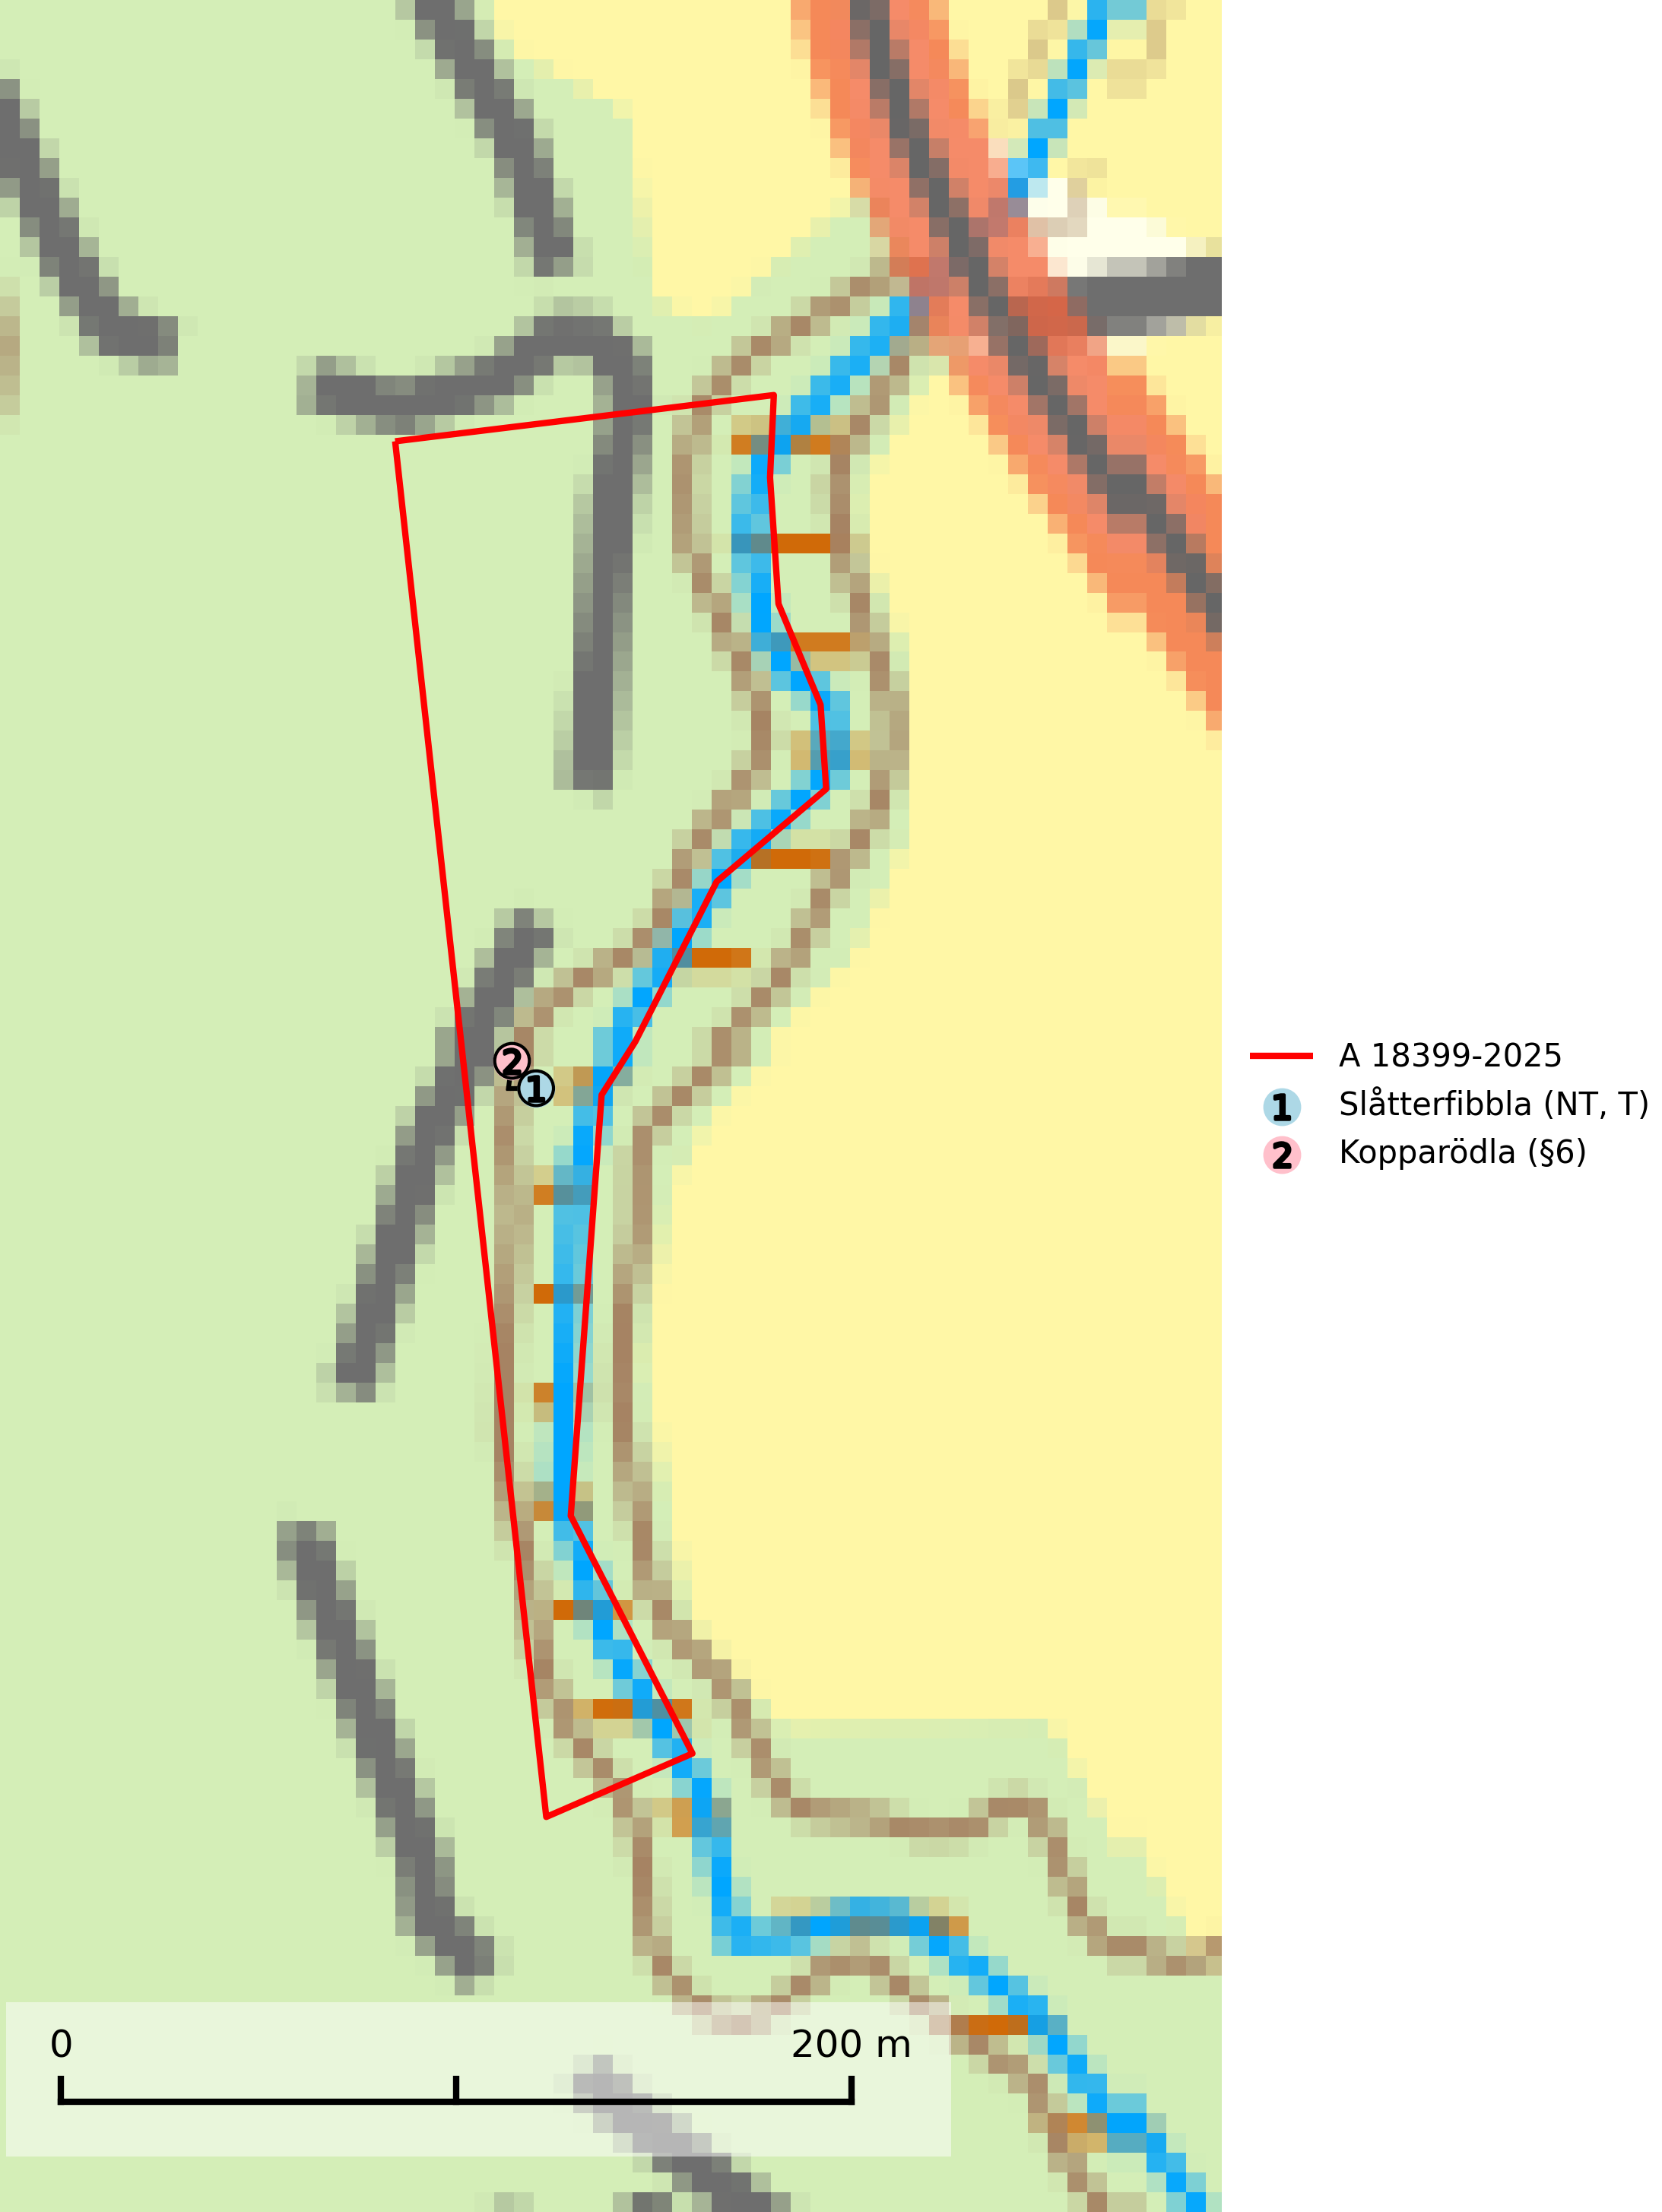 A 18399-2025
1 Slåtterfibbla (NT, T)
2 Kopparödla (§6)
2
1
0 200 m